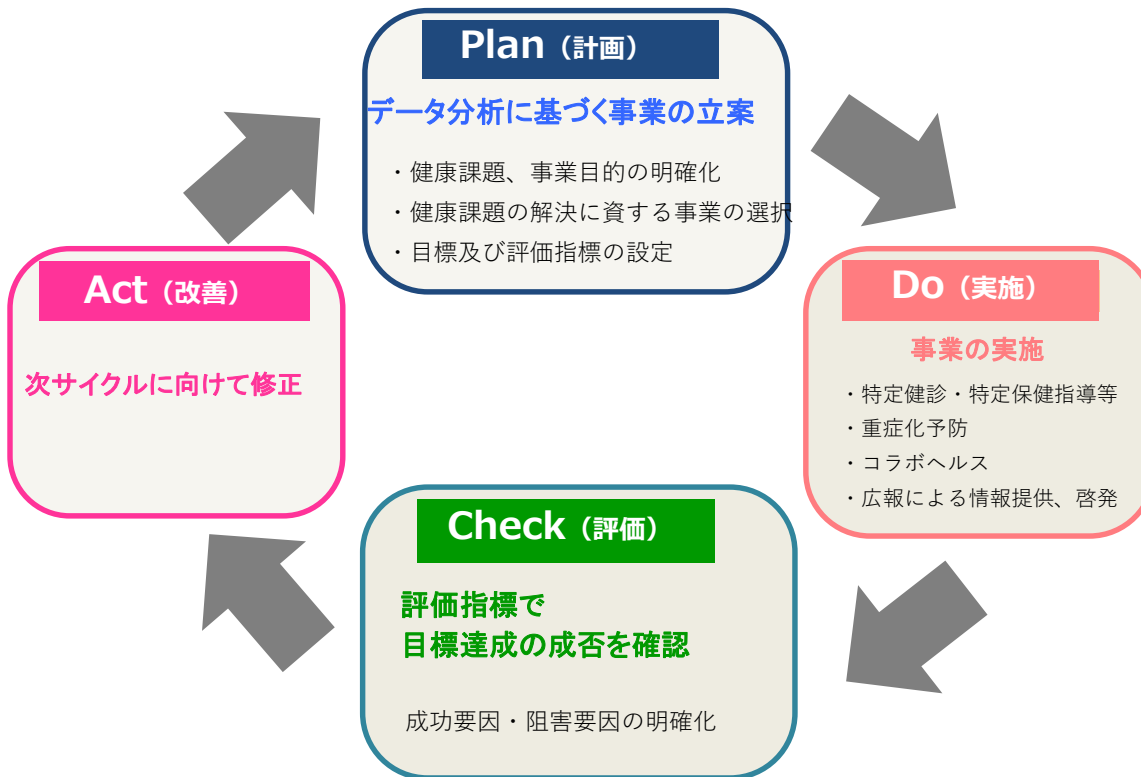 Plan（計画）
データ分析に基づく事業の立案
・健康課題、事業目的の明確化
・健康課題の解決に資する事業の選択
・目標及び評価指標の設定
Do（実施）
事業の実施
・特定健診・特定保健指導等
・重症化予防
・コラボヘルス
・広報による情報提供、啓発
Check（評価）
評価指標で
目標達成の成否を確認
成功要因・阻害要因の明確化
Act（改善）
次サイクルに向けて修正